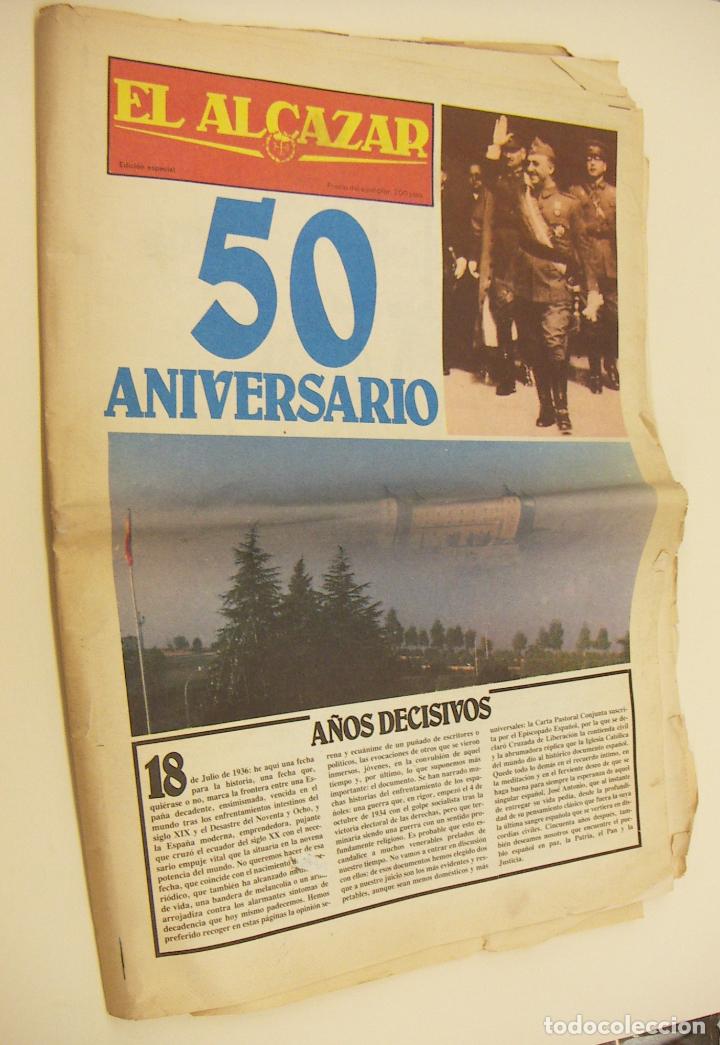 EL ALCAZAR
Edición especial
Precio del ejemplar, 200 ptas.
50
ANIVERSARIO
AÑOS DECISIVOS
18 de Julio de 1936: he aquí una fecha
para la historia, una fecha que,
quiérase o no, marca la frontera entre una Es-
paña decadente, ensimismada, vencida en el
mundo tras los enfrentamientos intestinos del
siglo XIX y el Desastre del Noventa y Ocho, y
la España moderna, emprendedora, pujante
que cruzó el ecuador del siglo XX con el nece-
sario empuje vital que la situaría en la novena
potencia del mundo. No queremos hacer de esa
fecha, que coincide con el nacimiento
riódico, que también ha alcanzado
de vida, una bandera de melancolía o un arma
arrojadiza contra los alarmantes síntomas de
decadencia que hoy mismo padecemos. Hemos
preferido recoger en estas páginas la opinión se-
rena y ecuánime de un puñado de escritores o
políticos, las evocaciones de otros que se vieron
inmersos, jóvenes, en la convulsión de aquel
tiempo y, por último, lo que suponemos más
importante: el documento. Se han narrado mu-
chas historias del enfrentamiento de los espa-
ñoles: una guerra que, en rigor, empezó el 4 de
octubre de 1934 con el golpe socialista tras la
victoria electoral de las derechas, pero que ter-
minaría siendo una guerra con un sentido pro-
fundamente religioso. Es probable que esto es-
candalice a muchos venerables prelados de
nuestro tiempo. No vamos a entrar en discusión
con ellos: de esos documentos hemos elegido dos
que a nuestro juicio son los más evidentes y res-
petables, aunque sean menos domésticos y más
universales: la Carta Pastoral Conjunta suscri-
ta por el Episcopado Español, por la que se de-
claró Cruzada de Liberación la contienda civil
y la abrumadora réplica que la Iglesia Católica
del mundo dio al histórico documento español.
Quede todo lo demás en el recuerdo íntimo, en
la meditación y en el ferviente deseo de que se
haga buena para siempre la esperanza de aquel
singular español, José Antonio, que al instante
de entregar su vida pedía, desde la profundi-
dad de su pensamiento clásico que fuera la suya
la última sangre española que se vertiera en dis-
cordias civiles. Cincuenta años después, tam-
bién deseamos nosotros que encuentre el pue-
blo español en paz, la Patria, el Pan y la
Justicia.
todocoleccion